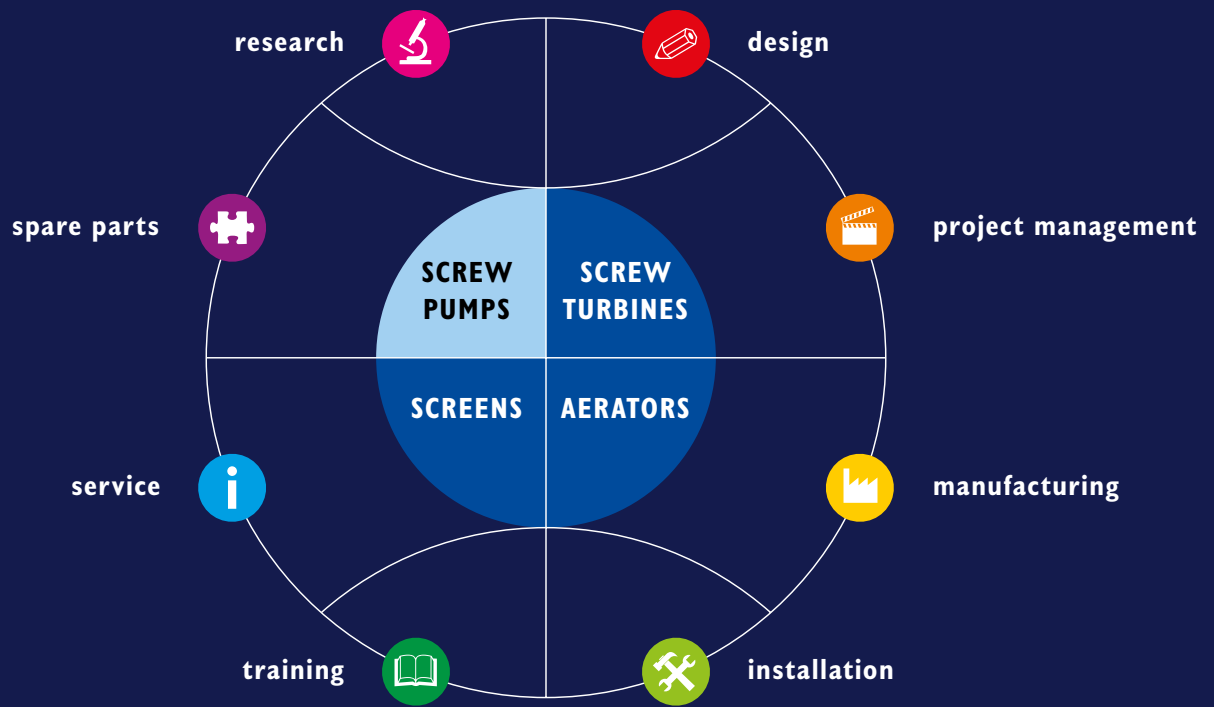 research
design
spare parts
project management
SCREW
PUMPS
SCREW
TURBINES
SCREENS
AERATORS
service
manufacturing
training
installation